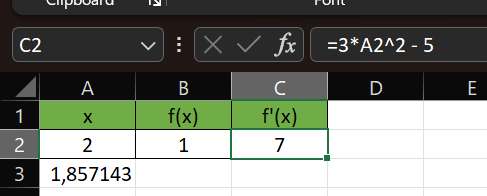 Clipboard Font
C2 fx =3*A2^2 - 5
A B C D E
1 x f(x) f'(x)
2 2 1 7
3 1,857143